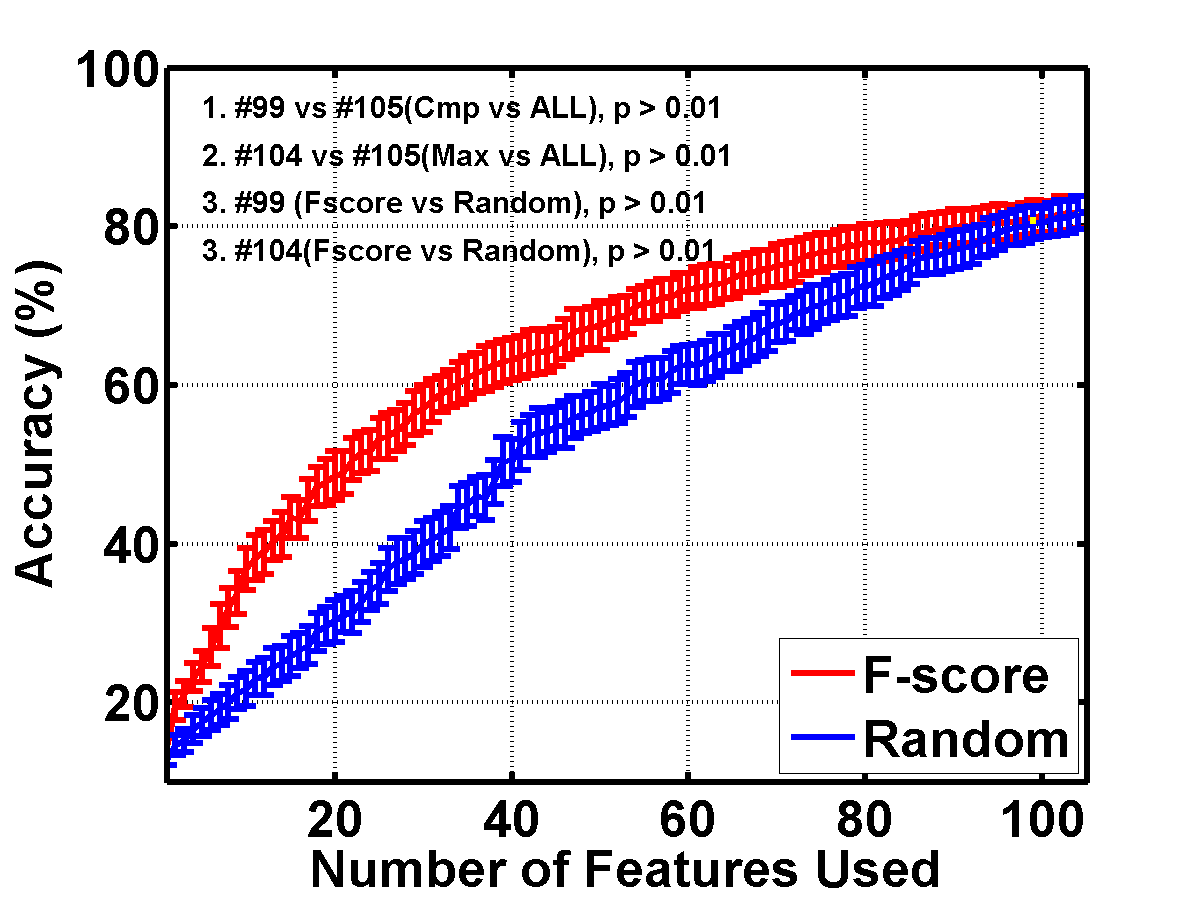 100
80
60
40
20
Accuracy (%)
1. #99 vs #105(Cmp vs ALL), p > 0.01
2. #104 vs #105(Max vs ALL), p > 0.01
3. #99 (Fscore vs Random), p > 0.01
3. #104(Fscore vs Random), p > 0.01
F-score
Random
20 40 60 80 100
Number of Features Used